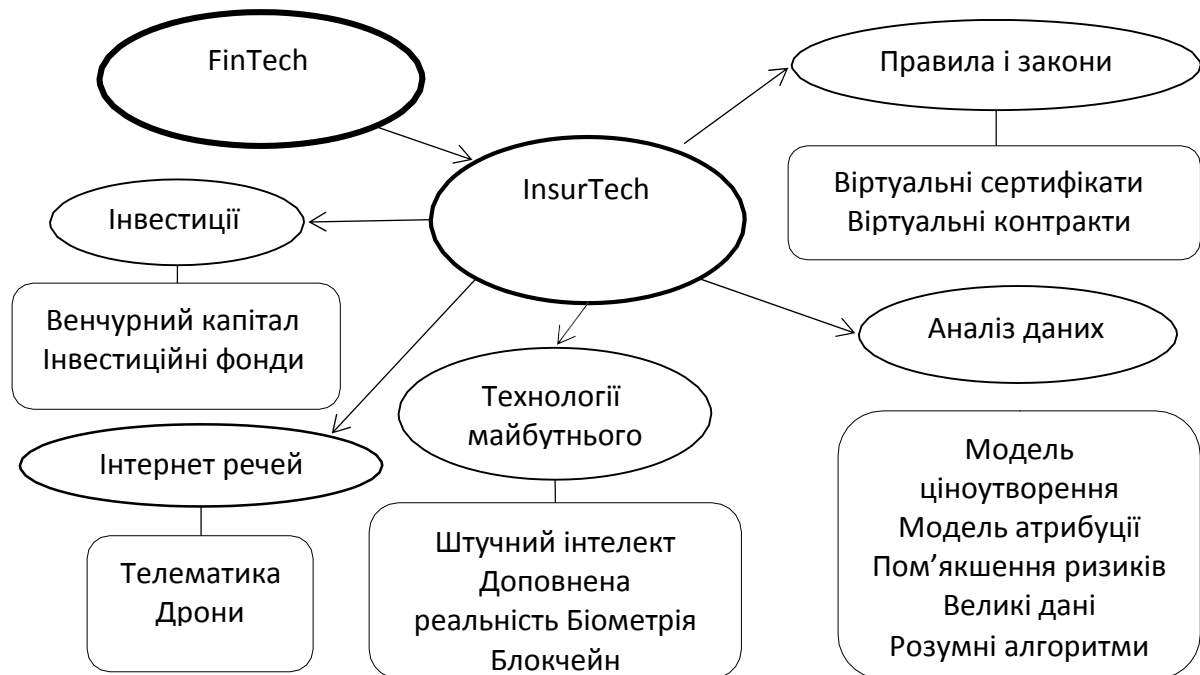 FinTech
Правила і закони
InsurTech
Віртуальні сертифікати
Віртуальні контракти
Інвестиції
Венчурний капітал
Інвестиційні фонди
Аналіз даних
Технології
майбутнього
Інтернет речей
Модель
ціноутворення
Модель атрибуції
Пом’якшення ризиків
Великі дані
Розумні алгоритми
Штучний інтелект
Доповнена
реальність Біометрія
Блокчейн
Телематика
Дрони